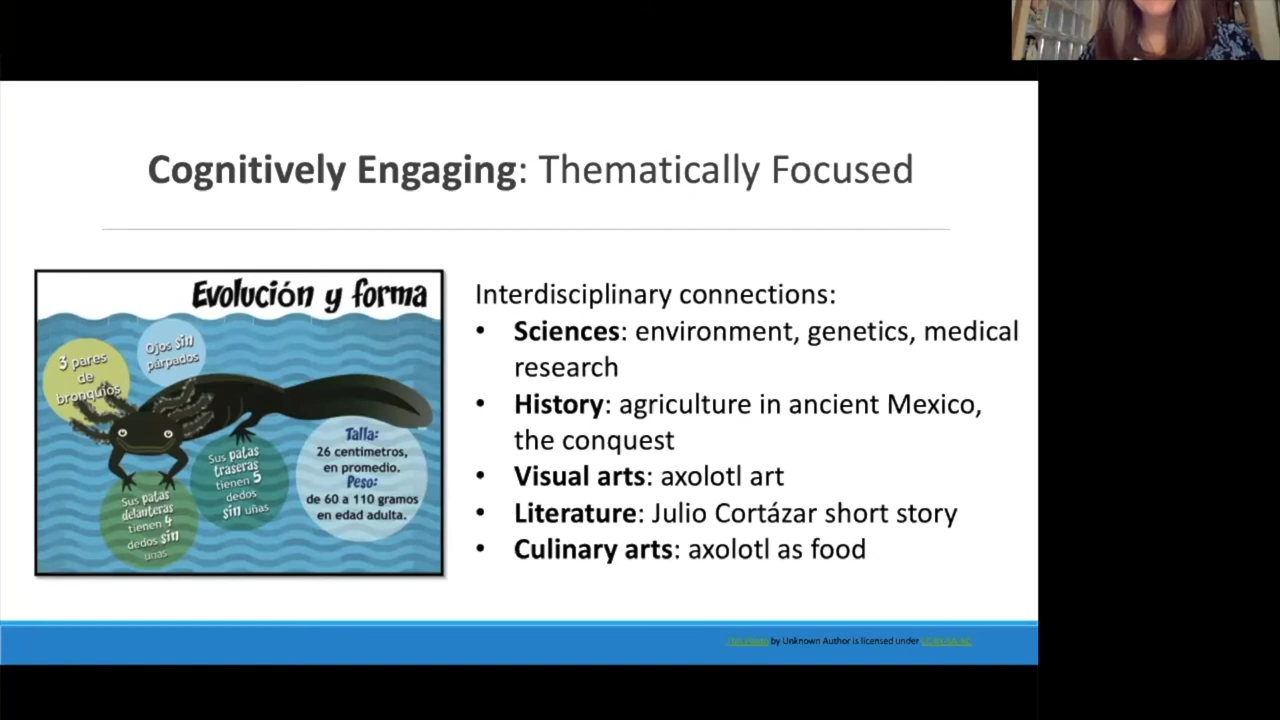 Cognitively Engaging: Thematically Focused
Evolución y forma
3 pares
de
bronquios
Ojos sin
párpados
Sus patas
delanteras
tienen 4
dedos sin
uñas
Sus patas
traseras
tienen 5
dedos
sin uñas
Talla:
26 centímetros,
en promedio.
Peso:
de 60 a 110 gramos
en edad adulta.
Interdisciplinary connections:
• Sciences: environment, genetics, medical
research
• History: agriculture in ancient Mexico,
the conquest
• Visual arts: axolotl art
• Literature: Julio Cortázar short story
• Culinary arts: axolotl as food
by Unknown Author is licensed under